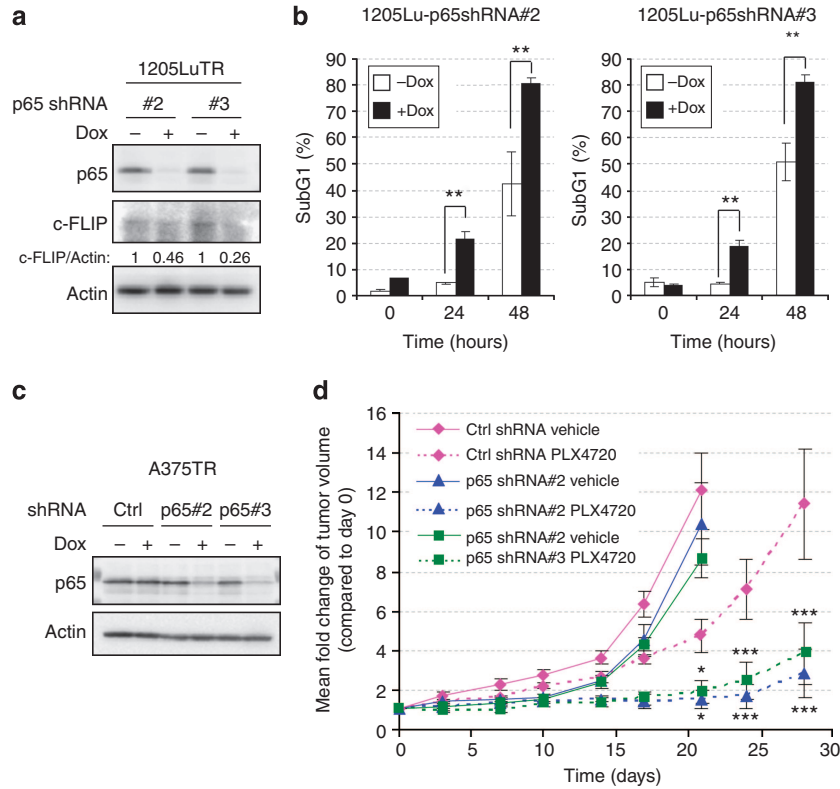 a
1205LuTR
p65 shRNA #2 #3
Dox – + – +
p65
c-FLIP
c-FLIP/Actin: 1 0.46 1 0.26
Actin
b
1205Lu-p65shRNA#2
SubG1 (%)
90
80
70
60
50
40
30
20
10
0
–Dox
+Dox
**
**
0 24 48
Time (hours)
1205Lu-p65shRNA#3
SubG1 (%)
90
80
70
60
50
40
30
20
10
0
–Dox
+Dox
**
**
0 24 48
Time (hours)
c
A375TR
shRNA Ctrl p65#2 p65#3
Dox – + – + – +
p65
Actin
d
Mean fold change of tumor volume
(compared to day 0)
16
14
12
10
8
6
4
2
0
Ctrl shRNA vehicle
Ctrl shRNA PLX4720
p65 shRNA#2 vehicle
p65 shRNA#2 PLX4720
p65 shRNA#2 vehicle
p65 shRNA#3 PLX4720
* *** ***
* *** ***
0 5 10 15 20 25 30
Time (days)